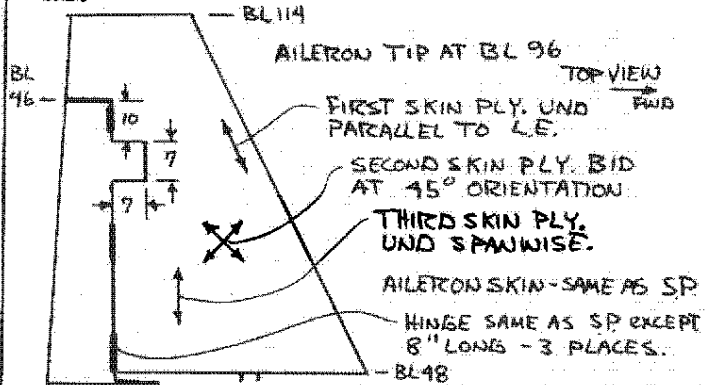 BL 114
AILERON TIP AT BL 96
TOP VIEW
FWD
BL
96
10
7
7
FIRST SKIN PLY. UND
PARALLEL TO L.E.
SECOND SKIN PLY. BID
AT 45° ORIENTATION
THIRD SKIN PLY.
UND SPANWISE.
AILERON SKIN-SAME AS SP.
HINGE SAME AS SP EXCEPT
8" LONG - 3 PLACES.
BL48